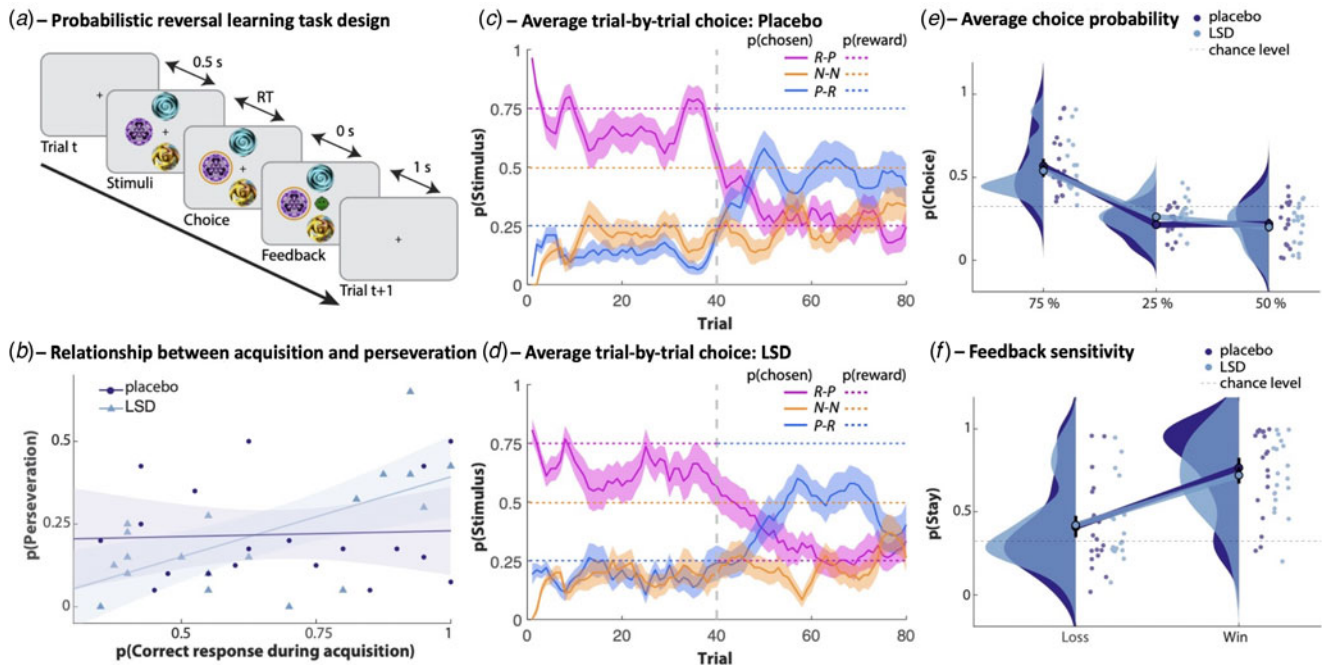 (a) – Probabilistic reversal learning task design
0.5 s
RT
0 s
1 s
Trial t
Stimuli
Choice
Feedback
Trial t+1
(b) – Relationship between acquisition and perseveration
placebo
LSD
p(Perseveration)
0.5
0.25
0
0.5
0.75
1
p(Correct response during acquisition)
(c) – Average trial-by-trial choice: Placebo
p(chosen) p(reward)
R-P
N-N
P-R
p(Stimulus)
1
0.75
0.5
0.25
0
0 20 40 60 80
Trial
(d) – Average trial-by-trial choice: LSD
p(chosen) p(reward)
R-P
N-N
P-R
p(Stimulus)
1
0.75
0.5
0.25
0
0 20 40 60 80
Trial
(e) – Average choice probability
placebo
LSD
chance level
p(Choice)
1
0.5
0
75 % 25 % 50 %
(f) – Feedback sensitivity
placebo
LSD
chance level
p(Stay)
1
0.5
0
Loss Win